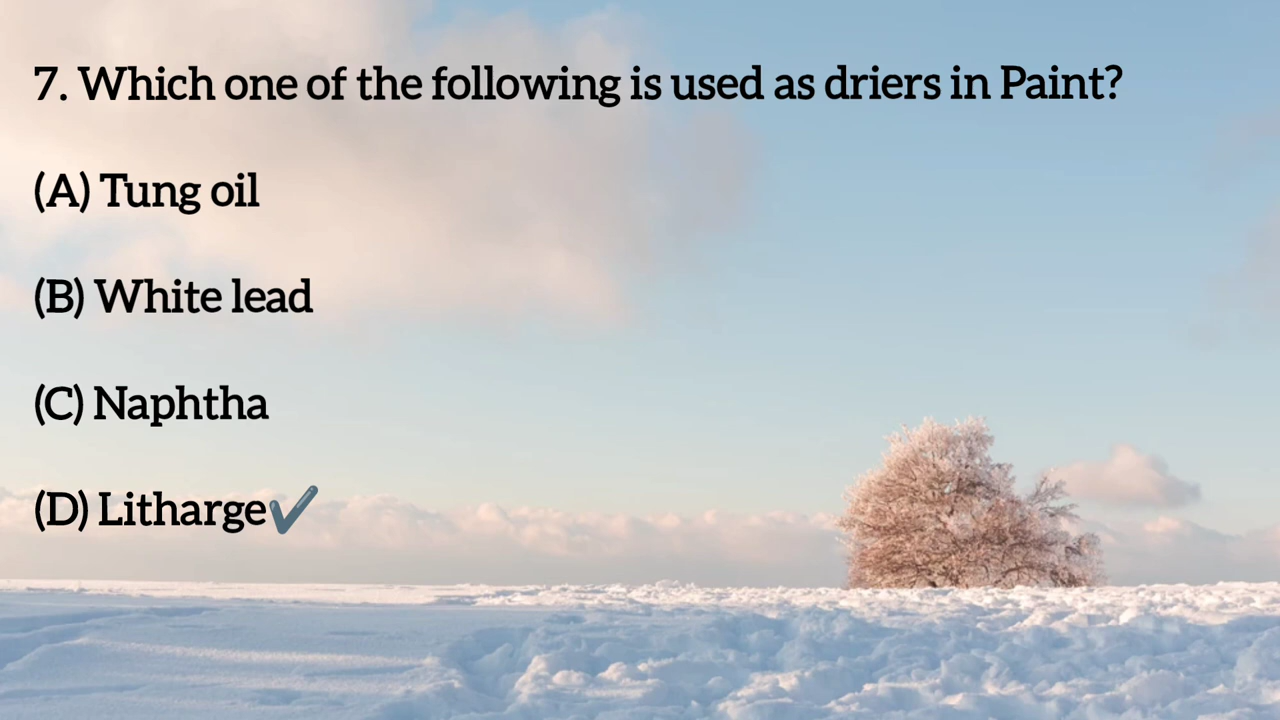 7. Which one of the following is used as driers in Paint?
(A) Tung oil
(B) White lead
(C) Naphtha
(D) Litharge✔